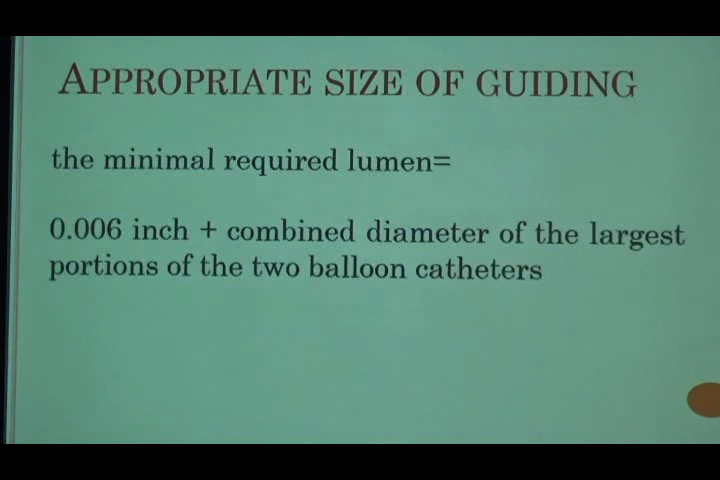 APPROPRIATE SIZE OF GUIDING
the minimal required lumen=
0.006 inch + combined diameter of the largest
portions of the two balloon catheters